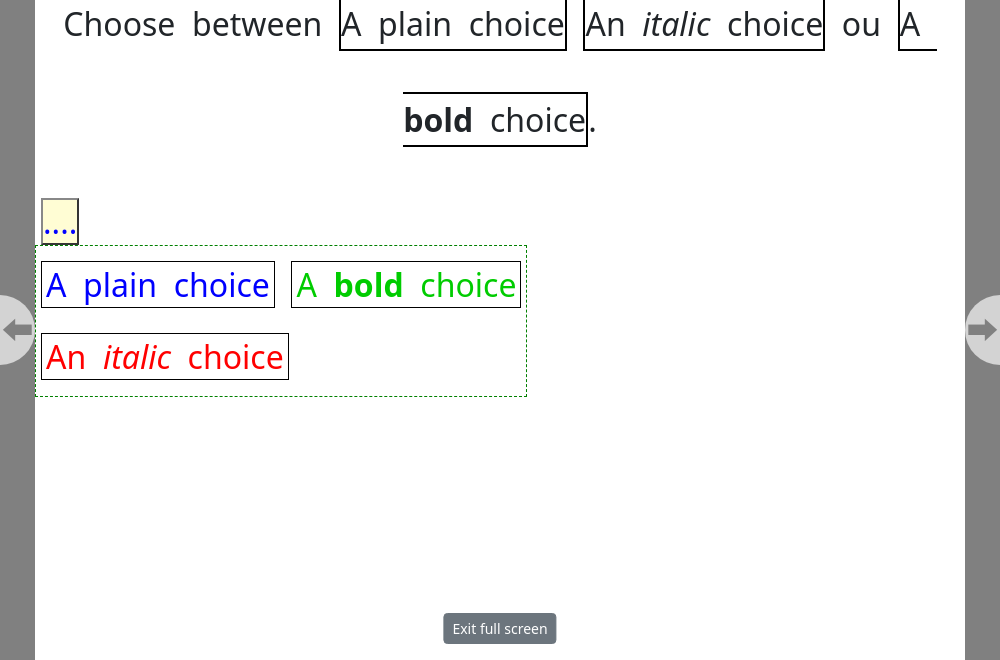 Choose between A plain choice An italic choice ou A
bold choice.
....
A plain choice A bold choice
An italic choice
Exit full screen